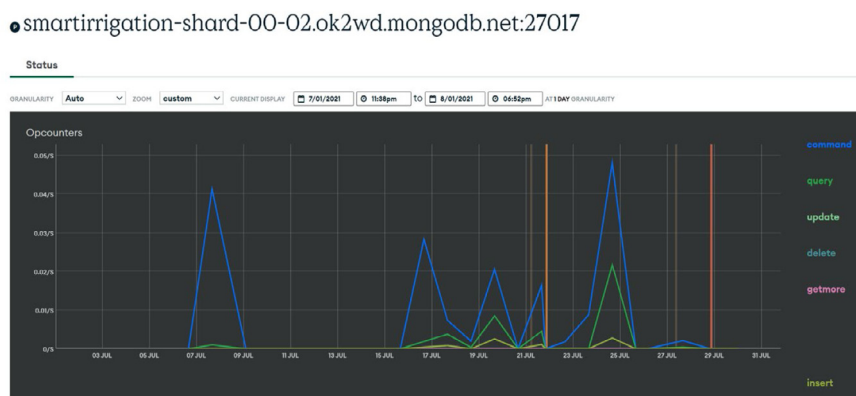 P
smartirrigation-shard-00-02.ok2wd.mongodb.net:27017
Status
GRANULARITY Auto ZOOM custom CURRENT DISPLAY 7/01/2021 11:58pm to 8/01/2021 06:52pm AT 1 DAY GRANULARITY
Opcounters
command
0.05/S
query
0.04/S
update
0.03/S
delete
0.02/S
getmore
0.01/S
0/S
03 JUL 05 JUL 07 JUL 09 JUL 11 JUL 13 JUL 15 JUL 17 JUL 19 JUL 21 JUL 23 JUL 25 JUL 27 JUL 29 JUL 31 JUL
insert